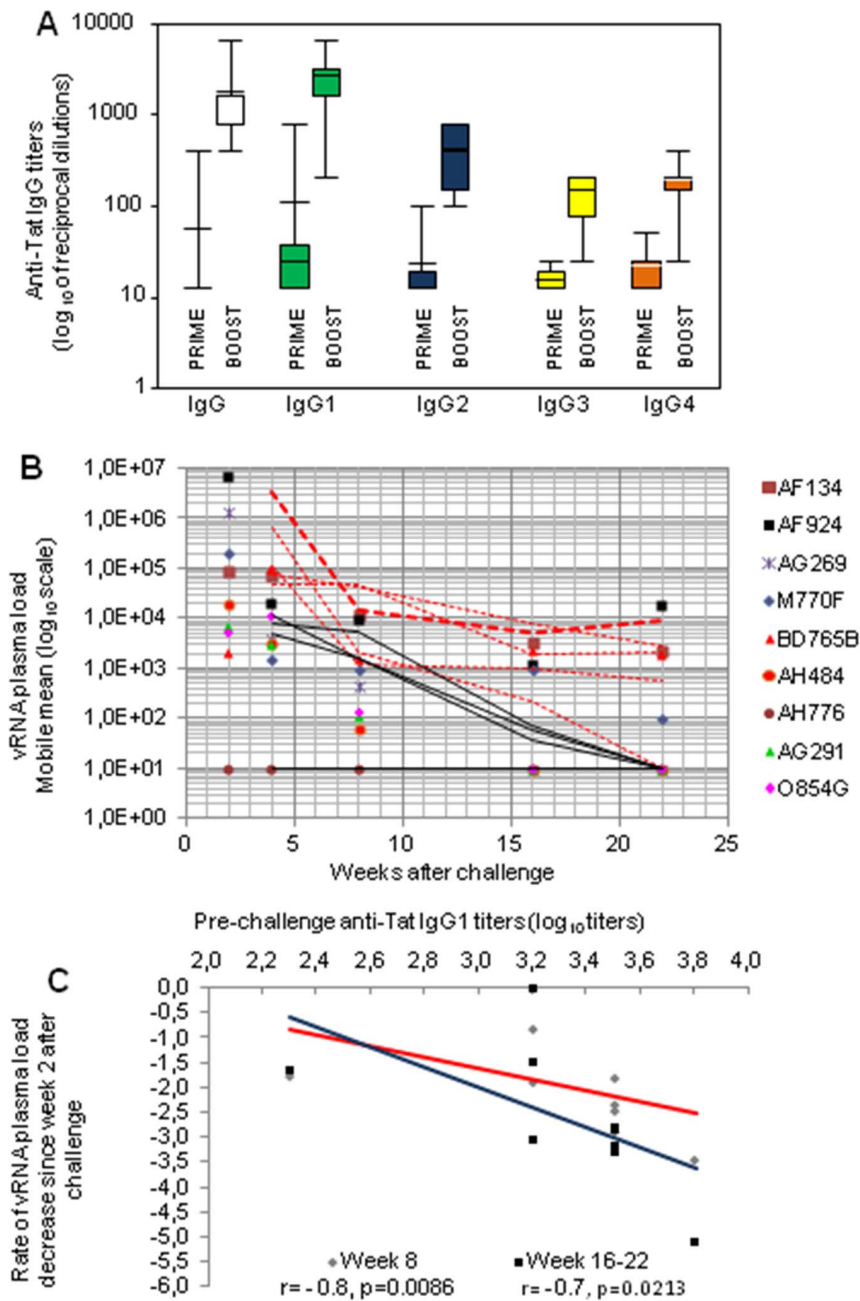 A
10000
1000
100
10
1
Anti-Tat IgG titers
(log10 of reciprocal dilutions)
PRIME
BOOST
PRIME
BOOST
PRIME
BOOST
PRIME
BOOST
PRIME
BOOST
IgG
IgG1
IgG2
IgG3
IgG4
B
1,0E+07
1,0E+06
1,0E+05
1,0E+04
1,0E+03
1,0E+02
1,0E+01
1,0E+00
vRNA plasma load
Mobile mean (log10 scale)
0 5 10 15 20 25
Weeks after challenge
AF134
AF924
AG269
M770F
BD765B
AH484
AH776
AG291
O854G
Pre-challenge anti-Tat IgG1 titers (log10 titers)
C
2,0 2,2 2,4 2,6 2,8 3,0 3,2 3,4 3,6 3,8 4,0
0,0
-0,5
-1,0
-1,5
-2,0
-2,5
-3,0
-3,5
-4,0
-4,5
-5,0
-5,5
-6,0
Rate of vRNA plasma load
decrease since week 2 after
challenge
Week 8
r= -0.8, p=0.0086
Week 16-22
r= -0.7, p=0.0213